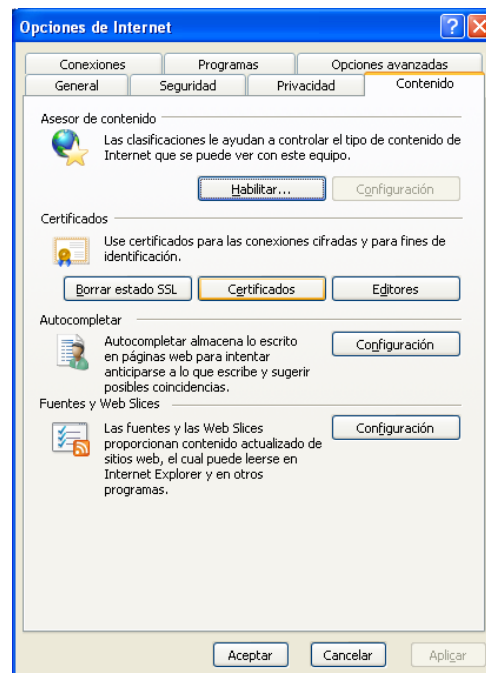 Opciones de Internet
Conexiones Programas Opciones avanzadas
General Seguridad Privacidad Contenido
Asesor de contenido
Las clasificaciones le ayudan a controlar el tipo de contenido de
Internet que se puede ver con este equipo.
Habilitar... Configuración
Certificados
Use certificados para las conexiones cifradas y para fines de
identificación.
Borrar estado SSL Certificados Editores
Autocompletar
Autocompletar almacena lo escrito
en páginas web para intentar
anticiparse a lo que escribe y sugerir
posibles coincidencias.
Configuración
Fuentes y Web Slices
Las fuentes y las Web Slices
proporcionan contenido actualizado de
sitios web, el cual puede leerse en
Internet Explorer y en otros
programas.
Configuración
Aceptar Cancelar Aplicar